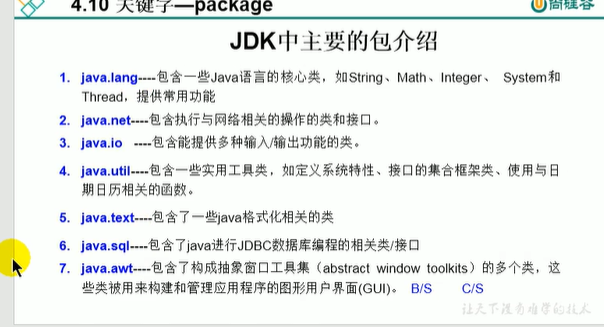 4.10 关键字—package
尚硅谷
JDK中主要的包介绍
1. java.lang----包含一些Java语言的核心类，如String、Math、Integer、 System和
Thread，提供常用功能
2. java.net----包含执行与网络相关的操作的类和接口。
3. java.io ----包含能提供多种输入/输出功能的类。
4. java.util----包含一些实用工具类，如定义系统特性、接口的集合框架类、使用与日
期日历相关的函数。
5. java.text----包含了一些java格式化相关的类
6. java.sql----包含了java进行JDBC数据库编程的相关类/接口
7. java.awt----包含了构成抽象窗口工具集（abstract window toolkits）的多个类，这
些类被用来构建和管理应用程序的图形用户界面(GUI)。 B/S C/S
让天下没有难学的技术